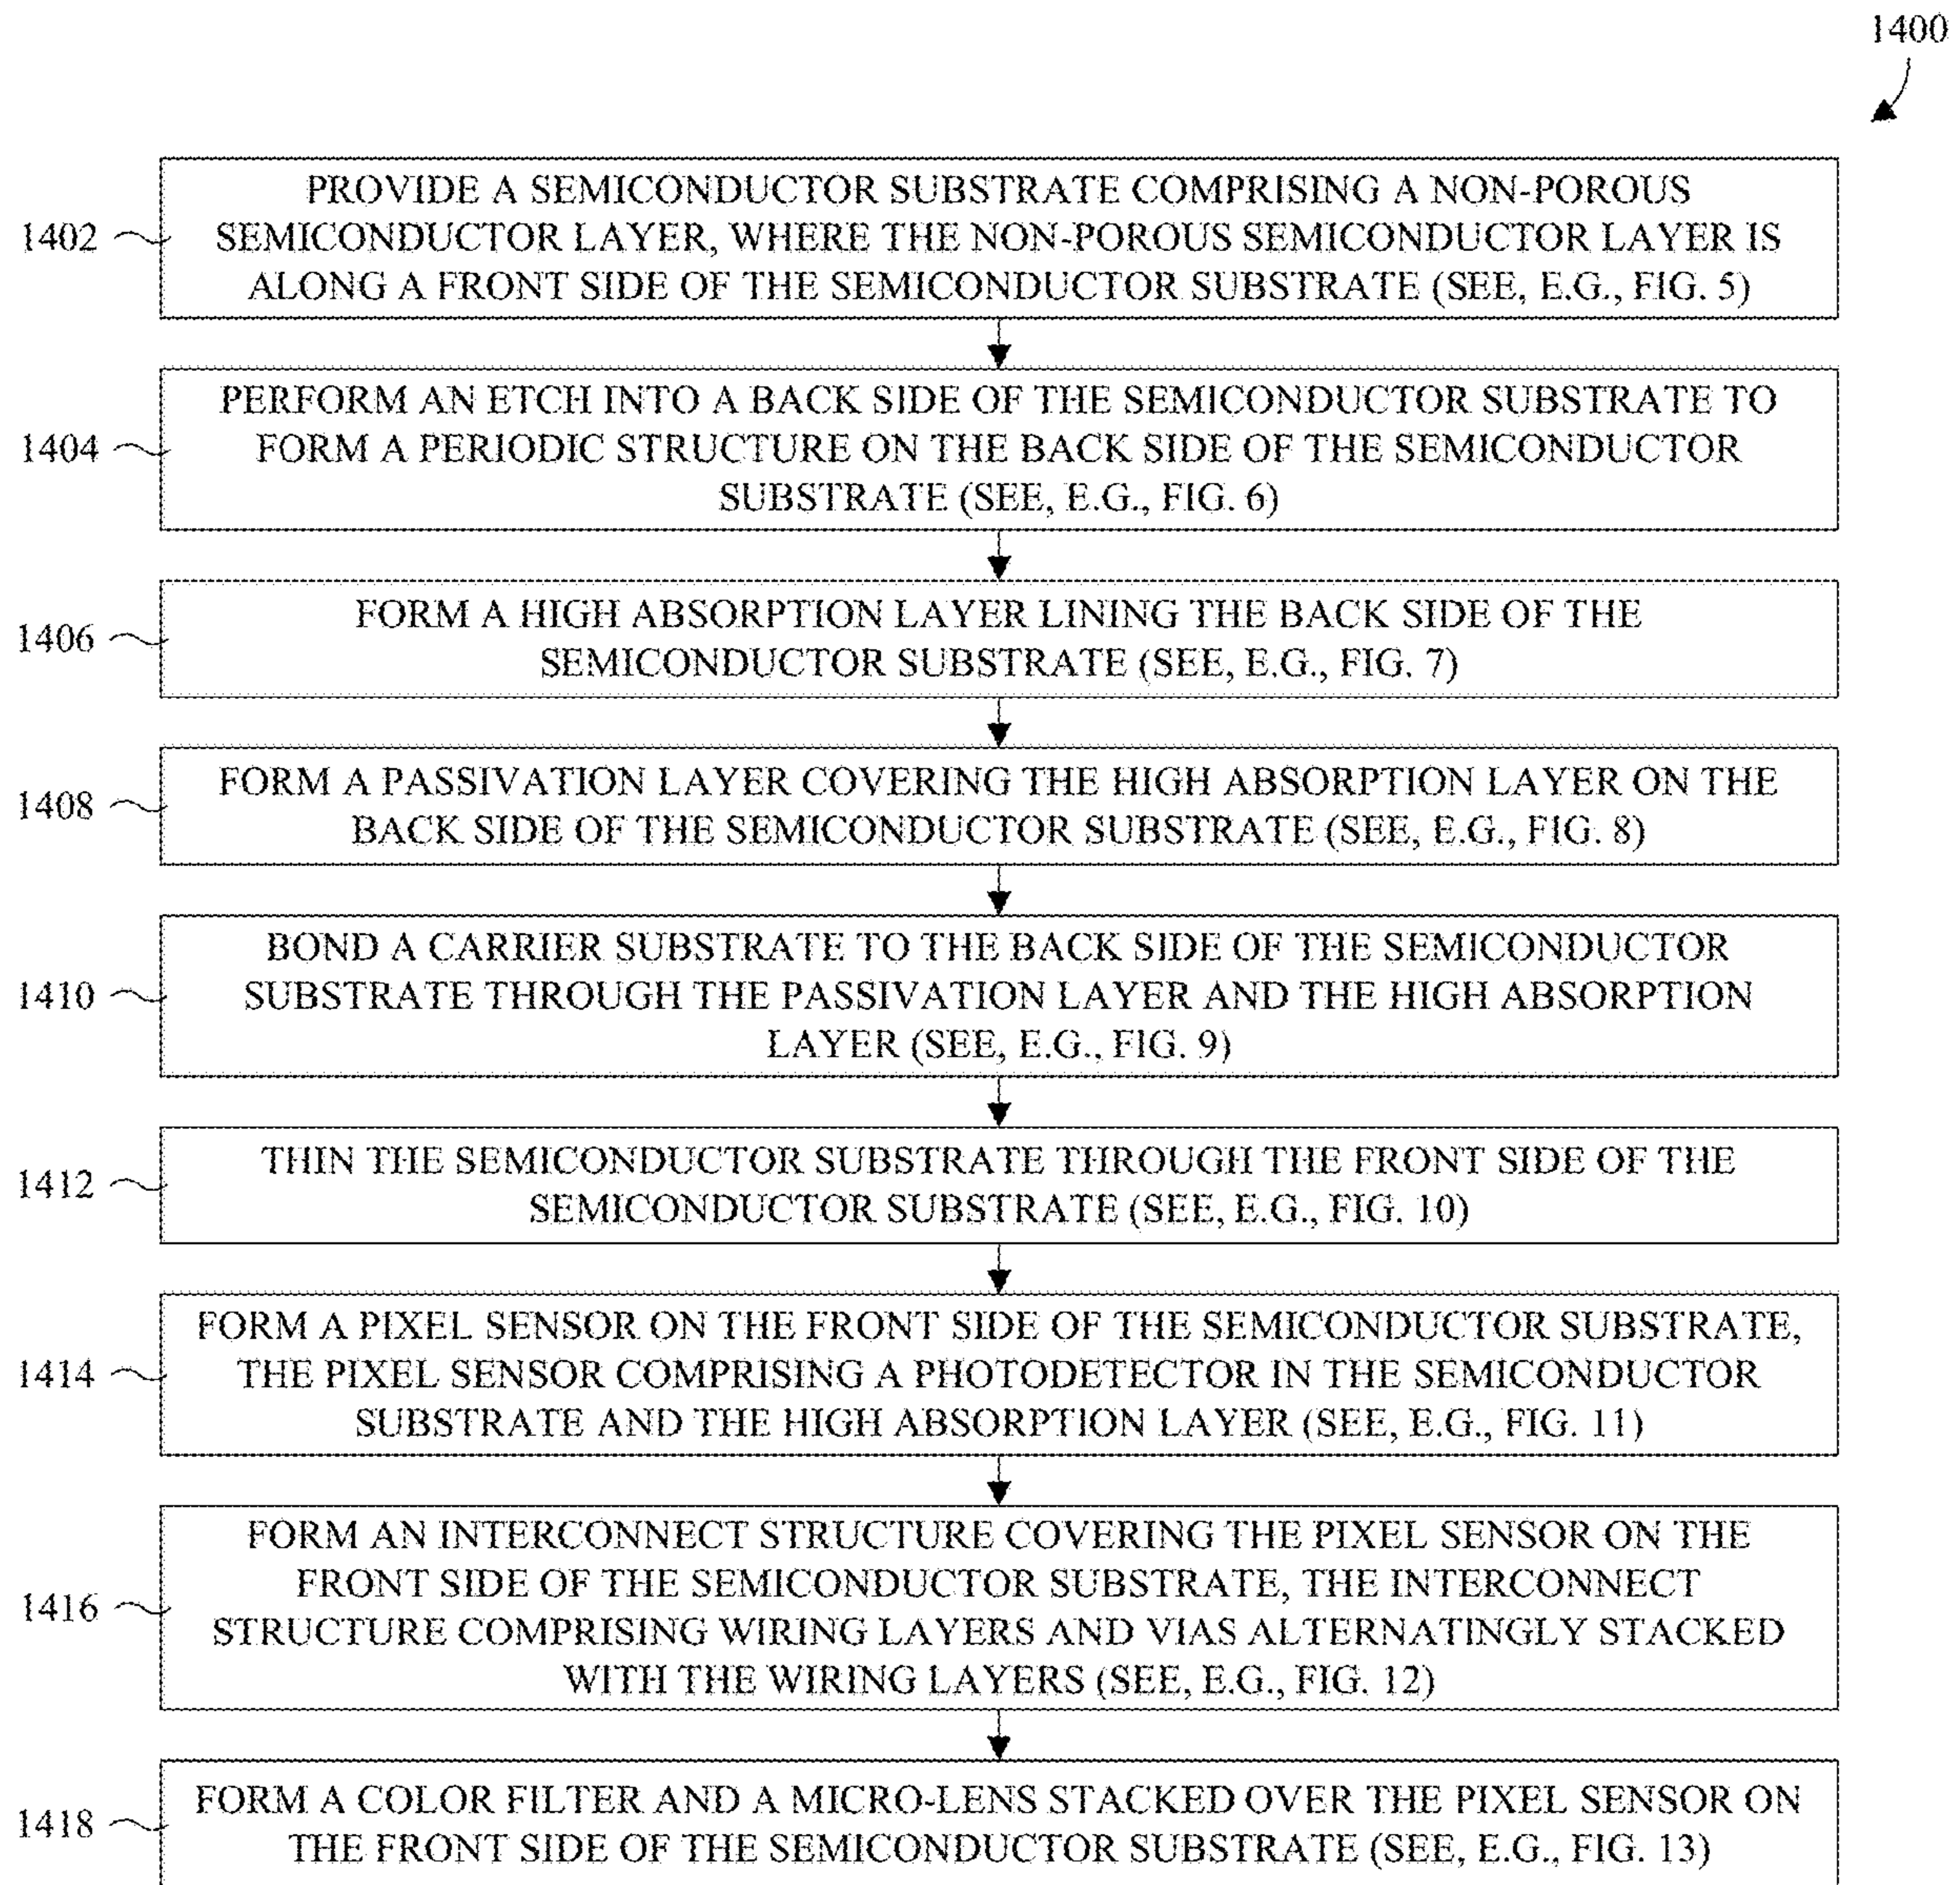 1400
PROVIDE A SEMICONDUCTOR SUBSTRATE COMPRISING A NON-POROUS
1402
SEMICONDUCTOR LAYER, WHERE THE NON-POROUS SEMICONDUCTOR LAYER IS
ALONG A FRONT SIDE OF THE SEMICONDUCTOR SUBSTRATE (SEE, E.G., FIG. 5)
PERFORM AN ETCH INTO A BACK SIDE OF THE SEMICONDUCTOR SUBSTRATE TO
1404
FORM A PERIODIC STRUCTURE ON THE BACK SIDE OF THE SEMICONDUCTOR
SUBSTRATE (SEE, E.G., FIG. 6)
1406
FORM A HIGH ABSORPTION LAYER LINING THE BACK SIDE OF THE
SEMICONDUCTOR SUBSTRATE (SEE, E.G., FIG. 7)
1408
FORM A PASSIVATION LAYER COVERING THE HIGH ABSORPTION LAYER ON THE
BACK SIDE OF THE SEMICONDUCTOR SUBSTRATE (SEE, E.G., FIG. 8)
BOND A CARRIER SUBSTRATE TO THE BACK SIDE OF THE SEMICONDUCTOR
1410
SUBSTRATE THROUGH THE PASSIVATION LAYER AND THE HIGH ABSORPTION
LAYER (SEE, E.G., FIG. 9)
1412
THIN THE SEMICONDUCTOR SUBSTRATE THROUGH THE FRONT SIDE OF THE
SEMICONDUCTOR SUBSTRATE (SEE, E.G., FIG. 10)
FORM A PIXEL SENSOR ON THE FRONT SIDE OF THE SEMICONDUCTOR SUBSTRATE,
1414
THE PIXEL SENSOR COMPRISING A PHOTODETECTOR IN THE SEMICONDUCTOR
SUBSTRATE AND THE HIGH ABSORPTION LAYER (SEE, E.G., FIG. 11)
FORM AN INTERCONNECT STRUCTURE COVERING THE PIXEL SENSOR ON THE
FRONT SIDE OF THE SEMICONDUCTOR SUBSTRATE, THE INTERCONNECT
1416
STRUCTURE COMPRISING WIRING LAYERS AND VIAS ALTERNATINGLY STACKED
WITH THE WIRING LAYERS (SEE, E.G., FIG. 12)
1418
FORM A COLOR FILTER AND A MICRO-LENS STACKED OVER THE PIXEL SENSOR ON
THE FRONT SIDE OF THE SEMICONDUCTOR SUBSTRATE (SEE, E.G., FIG. 13)